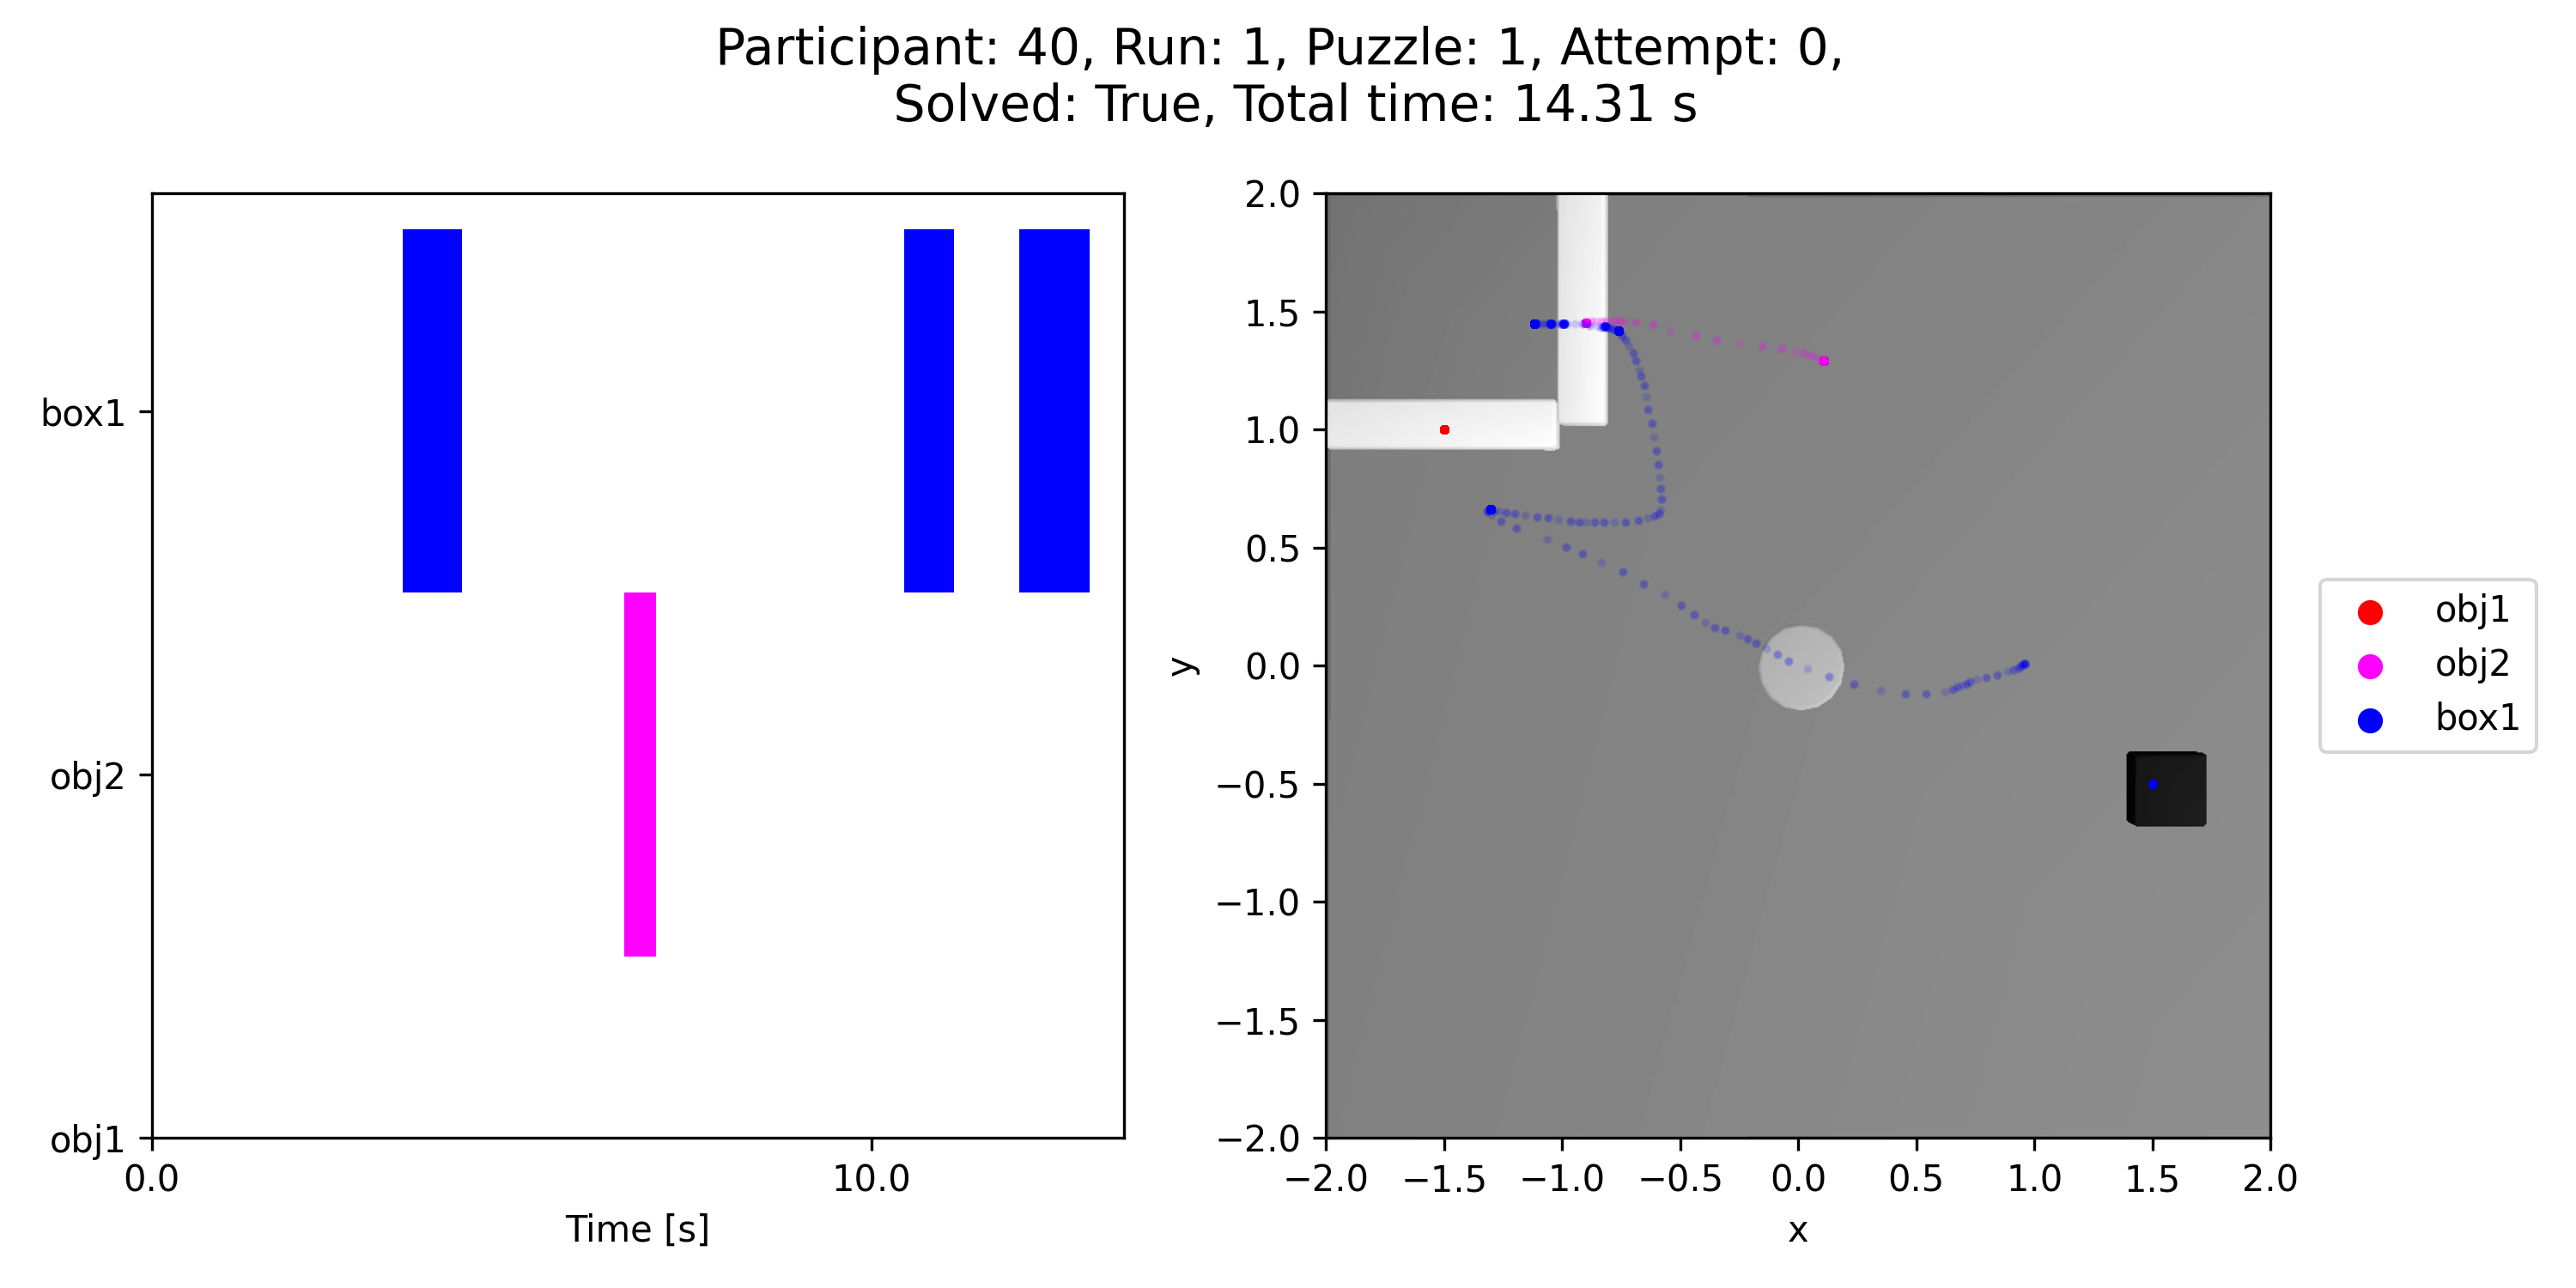 Participant: 40, Run: 1, Puzzle: 1, Attempt: 0,
Solved: True, Total time: 14.31 s
box1
obj2
obj1
0.0
10.0
Time [s]
2.0
1.5
1.0
0.5
0.0
−0.5
−1.0
−1.5
−2.0
y
−2.0 −1.5 −1.0 −0.5 0.0 0.5 1.0 1.5 2.0
x
obj1
obj2
box1